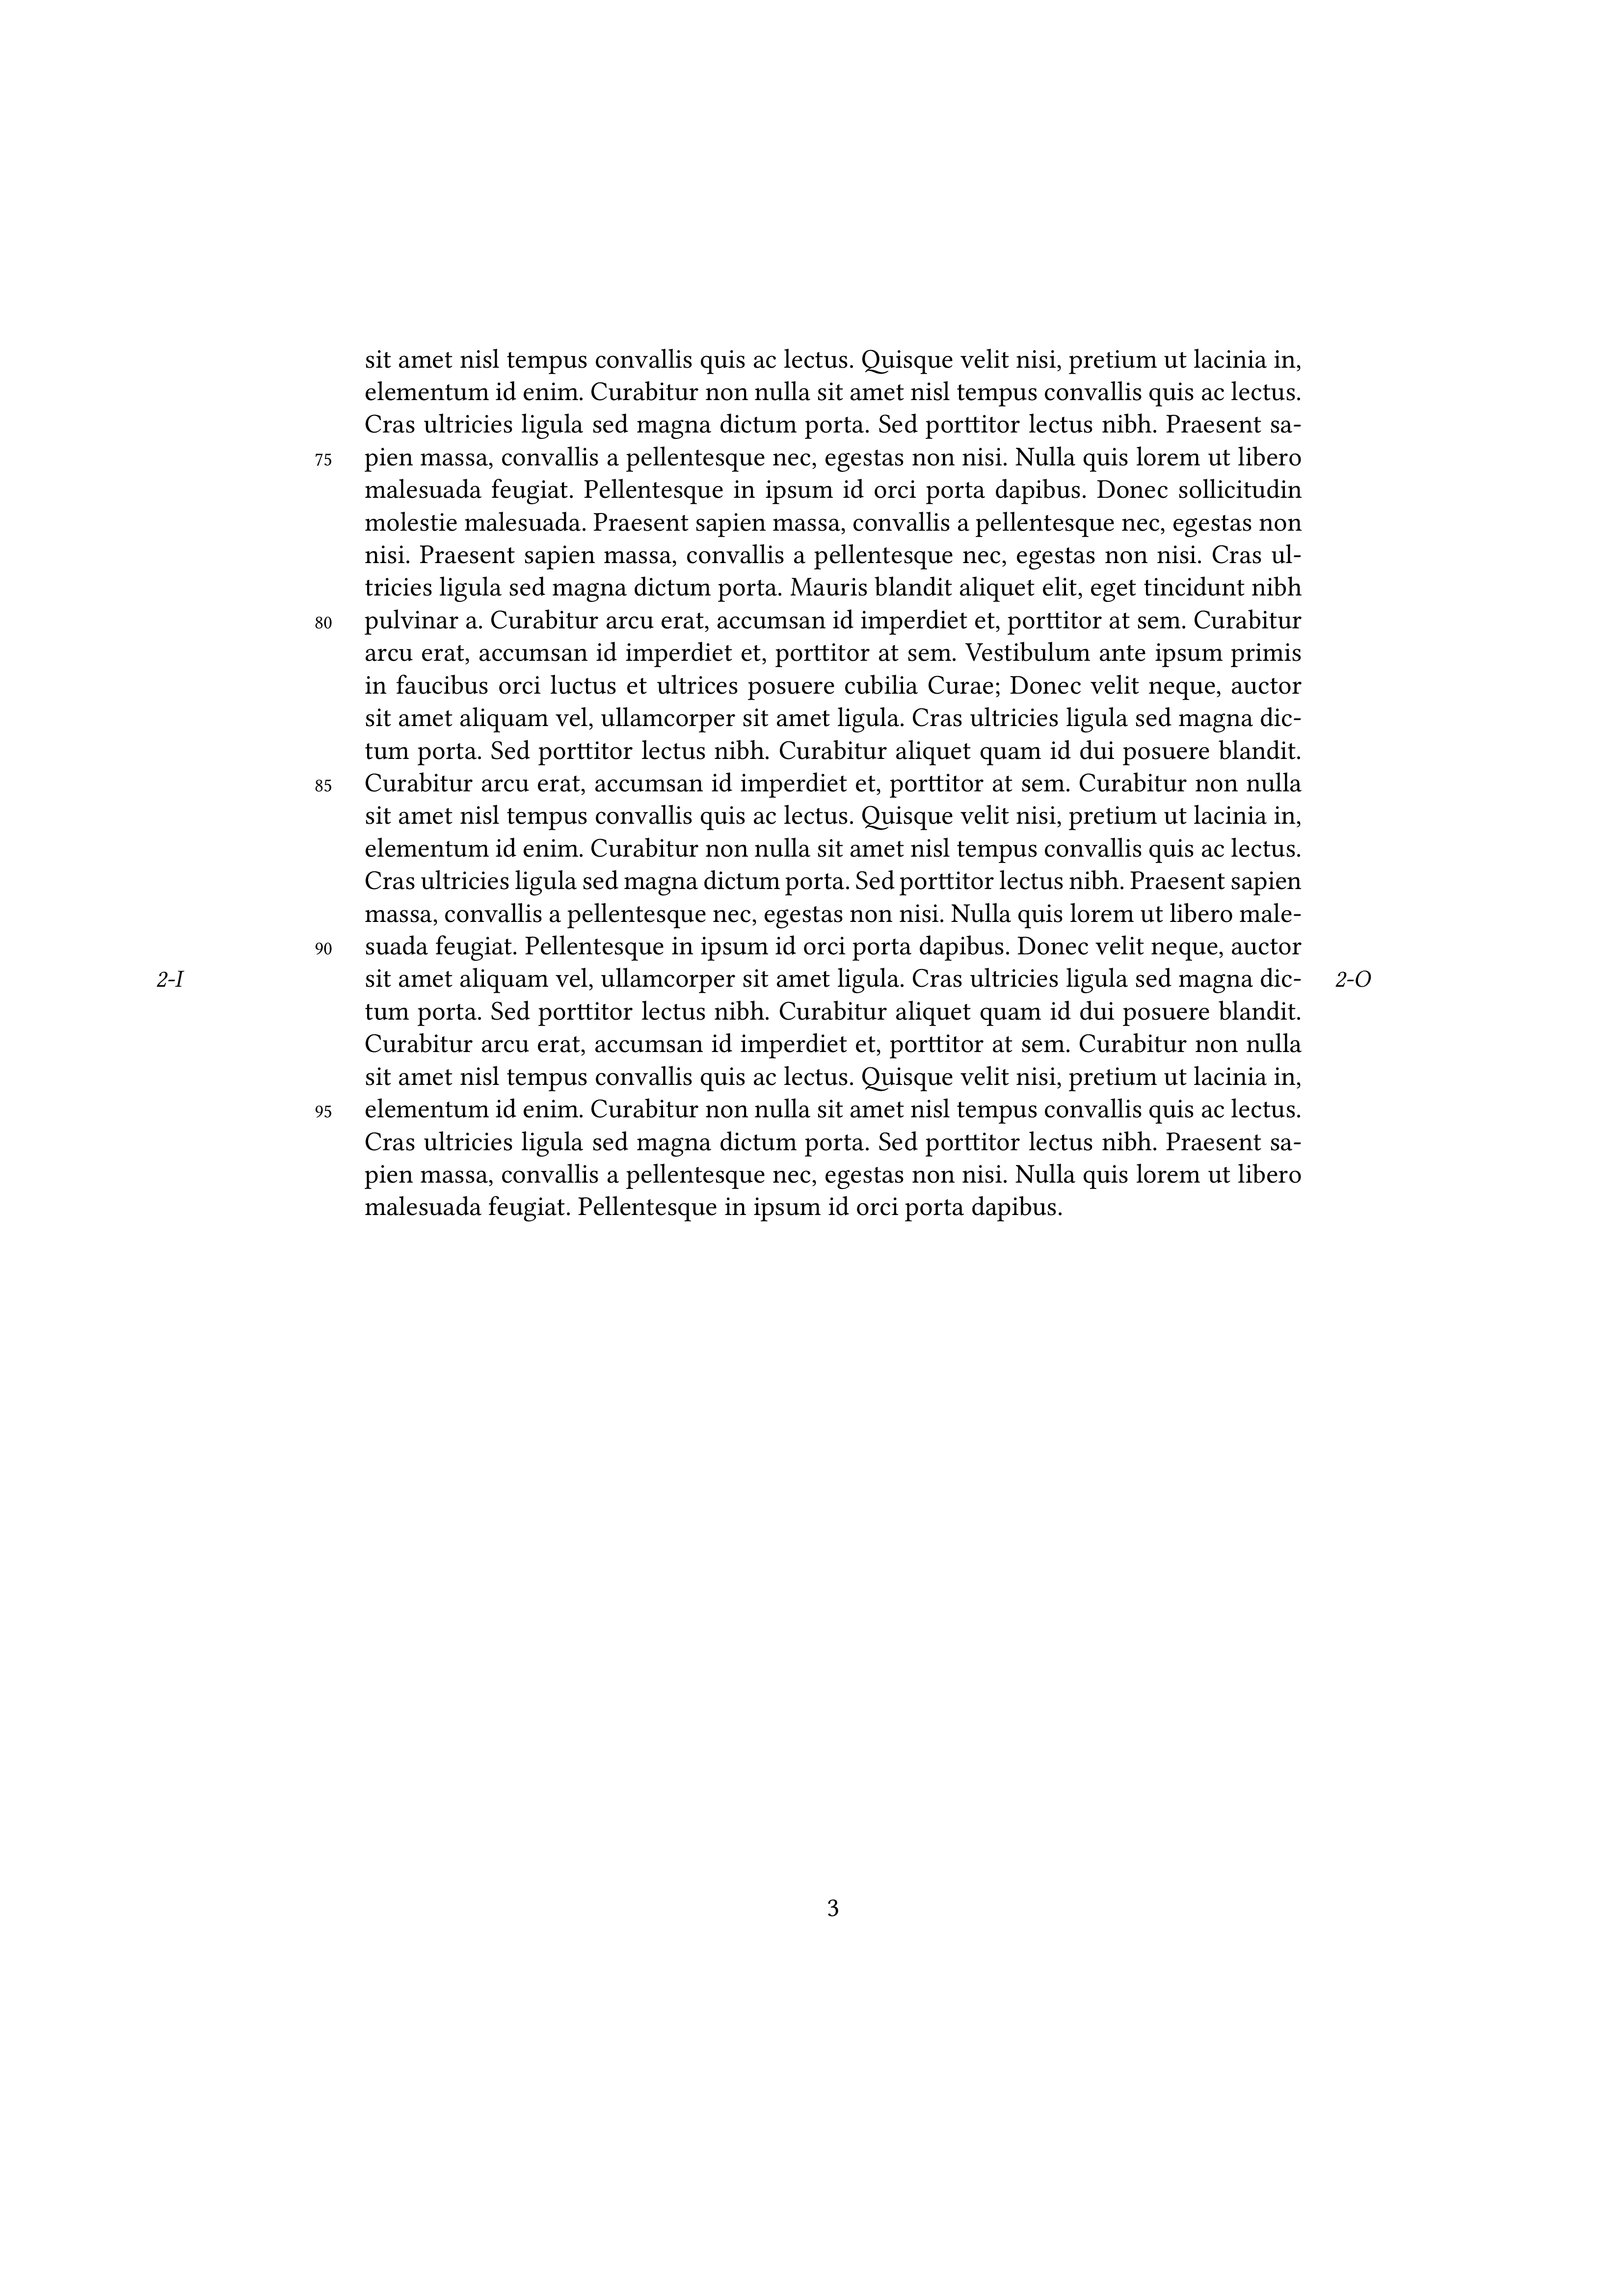 sit amet nisl tempus convallis quis ac lectus. Quisque velit nisi, pretium ut lacinia in,
elementum id enim. Curabitur non nulla sit amet nisl tempus convallis quis ac lectus.
Cras ultricies ligula sed magna dictum porta. Sed porttitor lectus nibh. Praesent sa-
75 pien massa, convallis a pellentesque nec, egestas non nisi. Nulla quis lorem ut libero
malesuada feugiat. Pellentesque in ipsum id orci porta dapibus. Donec sollicitudin
molestie malesuada. Praesent sapien massa, convallis a pellentesque nec, egestas non
nisi. Praesent sapien massa, convallis a pellentesque nec, egestas non nisi. Cras ul-
tricies ligula sed magna dictum porta. Mauris blandit aliquet elit, eget tincidunt nibh
80 pulvinar a. Curabitur arcu erat, accumsan id imperdiet et, porttitor at sem. Curabitur
arcu erat, accumsan id imperdiet et, porttitor at sem. Vestibulum ante ipsum primis
in faucibus orci luctus et ultrices posuere cubilia Curae; Donec velit neque, auctor
sit amet aliquam vel, ullamcorper sit amet ligula. Cras ultricies ligula sed magna dic-
tum porta. Sed porttitor lectus nibh. Curabitur aliquet quam id dui posuere blandit.
85 Curabitur arcu erat, accumsan id imperdiet et, porttitor at sem. Curabitur non nulla
sit amet nisl tempus convallis quis ac lectus. Quisque velit nisi, pretium ut lacinia in,
elementum id enim. Curabitur non nulla sit amet nisl tempus convallis quis ac lectus.
Cras ultricies ligula sed magna dictum porta. Sed porttitor lectus nibh. Praesent sapien
massa, convallis a pellentesque nec, egestas non nisi. Nulla quis lorem ut libero male-
90 suada feugiat. Pellentesque in ipsum id orci porta dapibus. Donec velit neque, auctor
2-I sit amet aliquam vel, ullamcorper sit amet ligula. Cras ultricies ligula sed magna dic- 2-O
tum porta. Sed porttitor lectus nibh. Curabitur aliquet quam id dui posuere blandit.
Curabitur arcu erat, accumsan id imperdiet et, porttitor at sem. Curabitur non nulla
sit amet nisl tempus convallis quis ac lectus. Quisque velit nisi, pretium ut lacinia in,
95 elementum id enim. Curabitur non nulla sit amet nisl tempus convallis quis ac lectus.
Cras ultricies ligula sed magna dictum porta. Sed porttitor lectus nibh. Praesent sa-
pien massa, convallis a pellentesque nec, egestas non nisi. Nulla quis lorem ut libero
malesuada feugiat. Pellentesque in ipsum id orci porta dapibus.
3